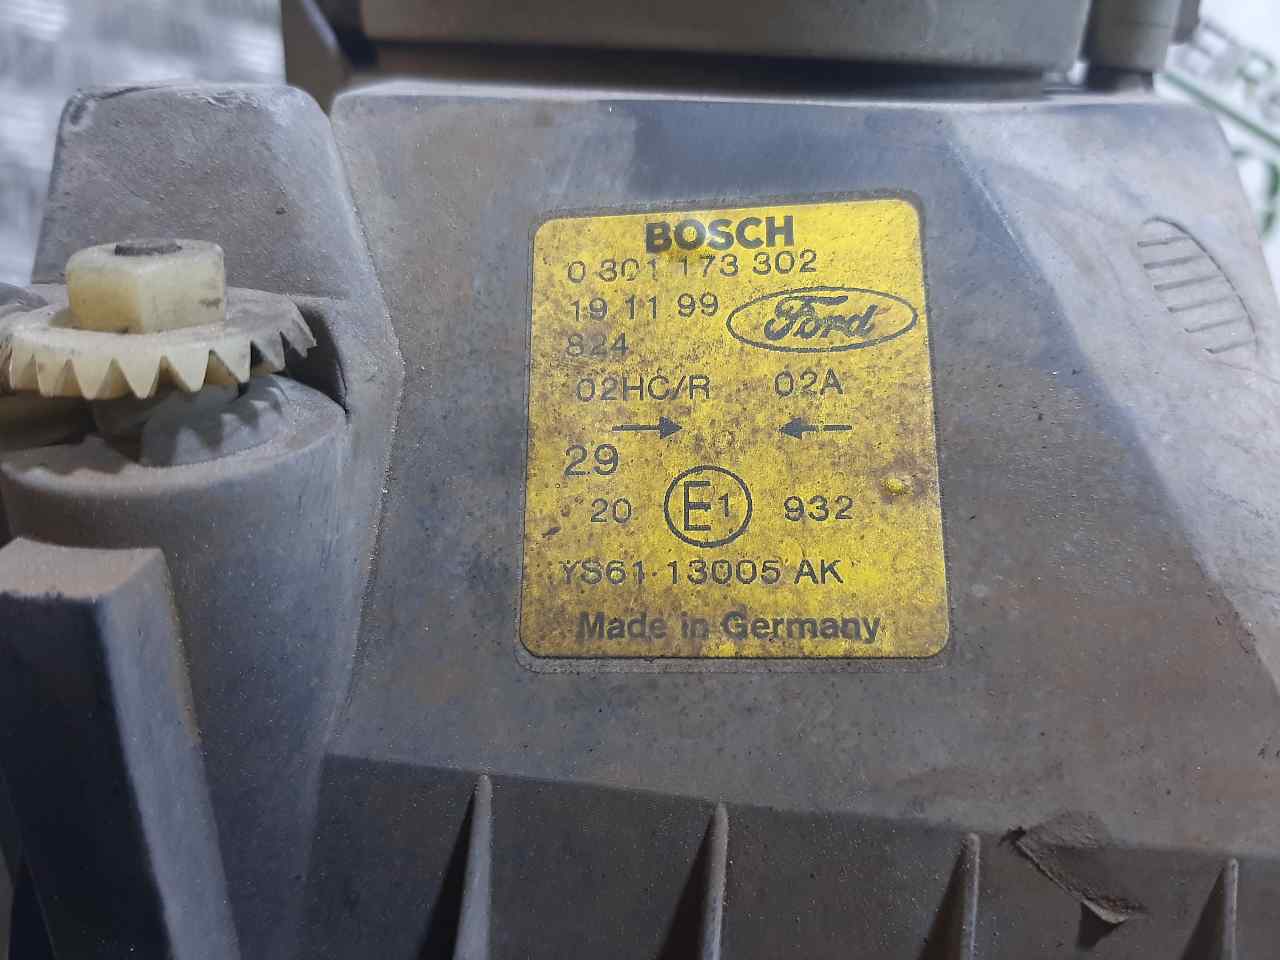 BOSCH
0 301 173 302
19 11 99
Ford
824
02HC/R 02A
29
20 E1 932
YS61 13005 AK
Made in Germany